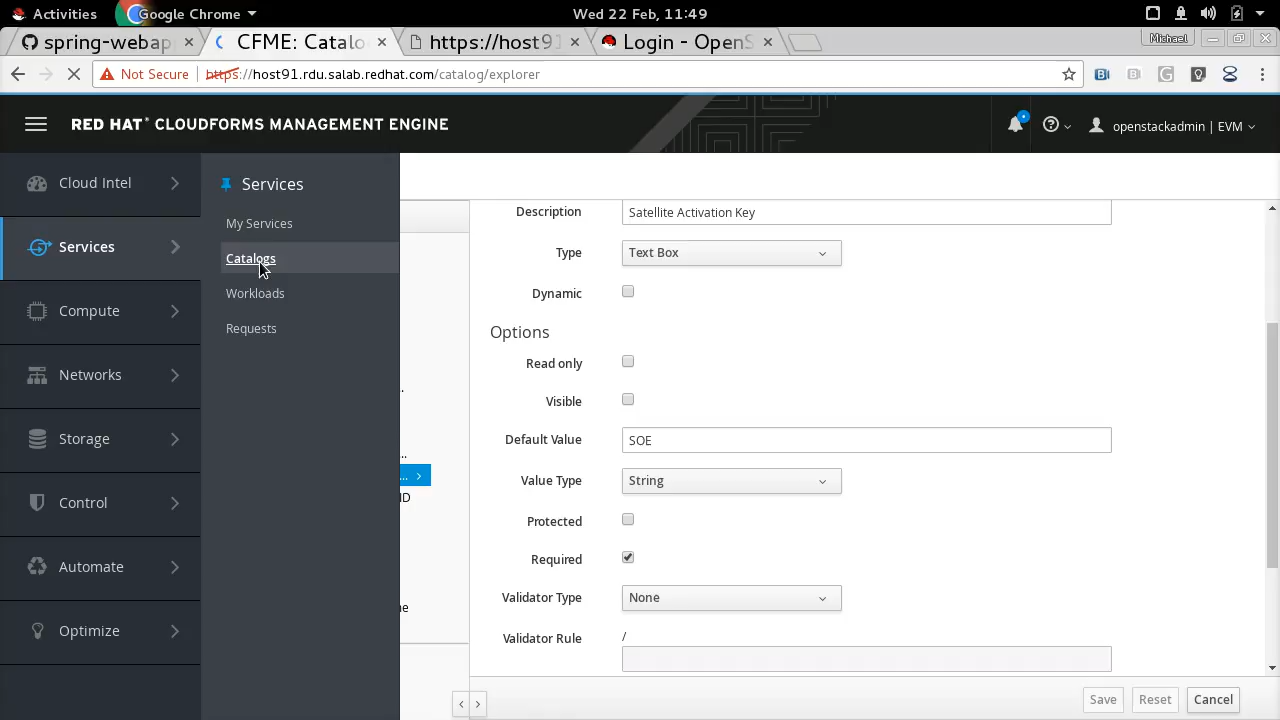 Activities
Google Chrome
Wed 22 Feb, 11:49
spring-webap
CFME: Catalo
https://host91
Login - OpenS
Michael
Not Secure
https://host91.rdu.salab.redhat.com/catalog/explorer
RED HAT® CLOUDFORMS MANAGEMENT ENGINE
openstackadmin | EVM
Cloud Intel
Services
Compute
Networks
Storage
Control
Automate
Optimize
Services
My Services
Catalogs
Workloads
Requests
...
ID
ne
Description
Satellite Activation Key
Type
Text Box
Dynamic
Options
Read only
Visible
Default Value
SOE
Value Type
String
Protected
Required
Validator Type
None
Validator Rule
/
Save
Reset
Cancel